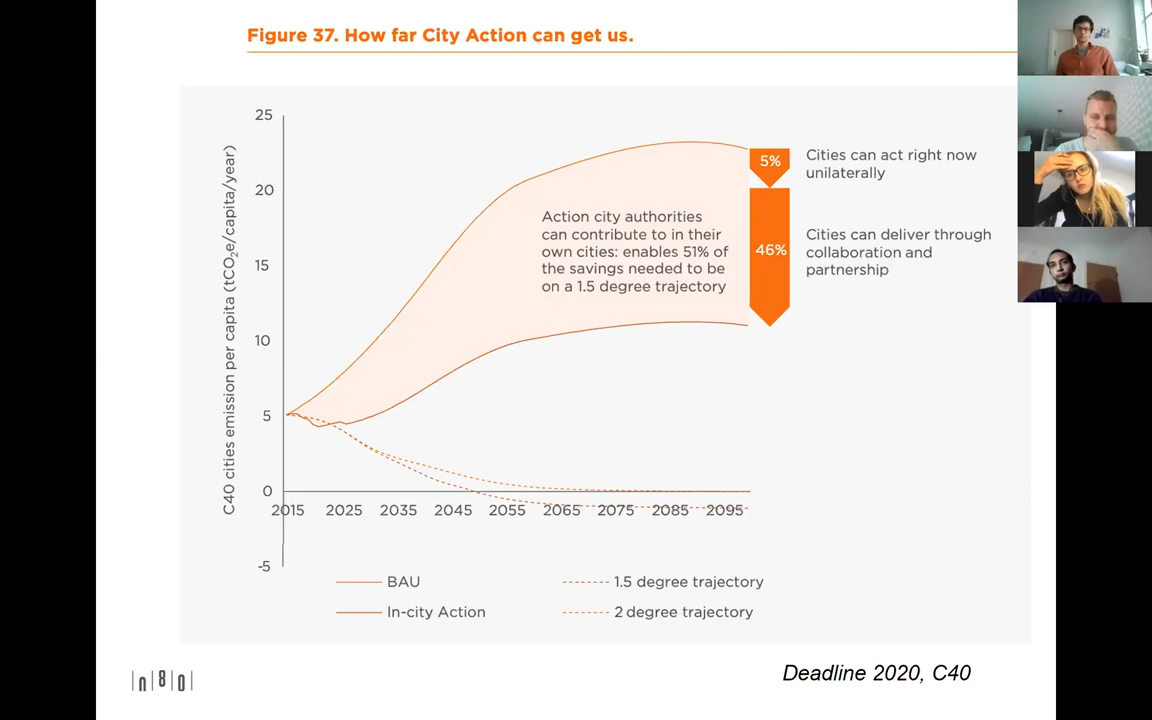 Figure 37. How far City Action can get us.
C40 cities emission per capita (tCO2e/capita/year)
25
20
15
10
5
0
-5
2015 2025 2035 2045 2055 2065 2075 2085 2095
Action city authorities
can contribute to in their
own cities: enables 51% of
the savings needed to be
on a 1.5 degree trajectory
5%
Cities can act right now
unilaterally
46%
Cities can deliver through
collaboration and
partnership
BAU
1.5 degree trajectory
In-city Action
2 degree trajectory
Deadline 2020, C40